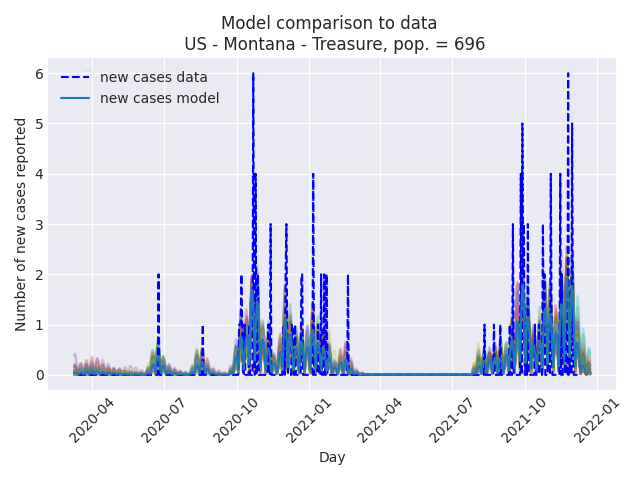 Model comparison to data
US - Montana - Treasure, pop. = 696
new cases data
new cases model
Number of new cases reported
6
5
4
3
2
1
0
2020-04
2020-07
2020-10
2021-01
2021-04
2021-07
2021-10
2022-01
Day